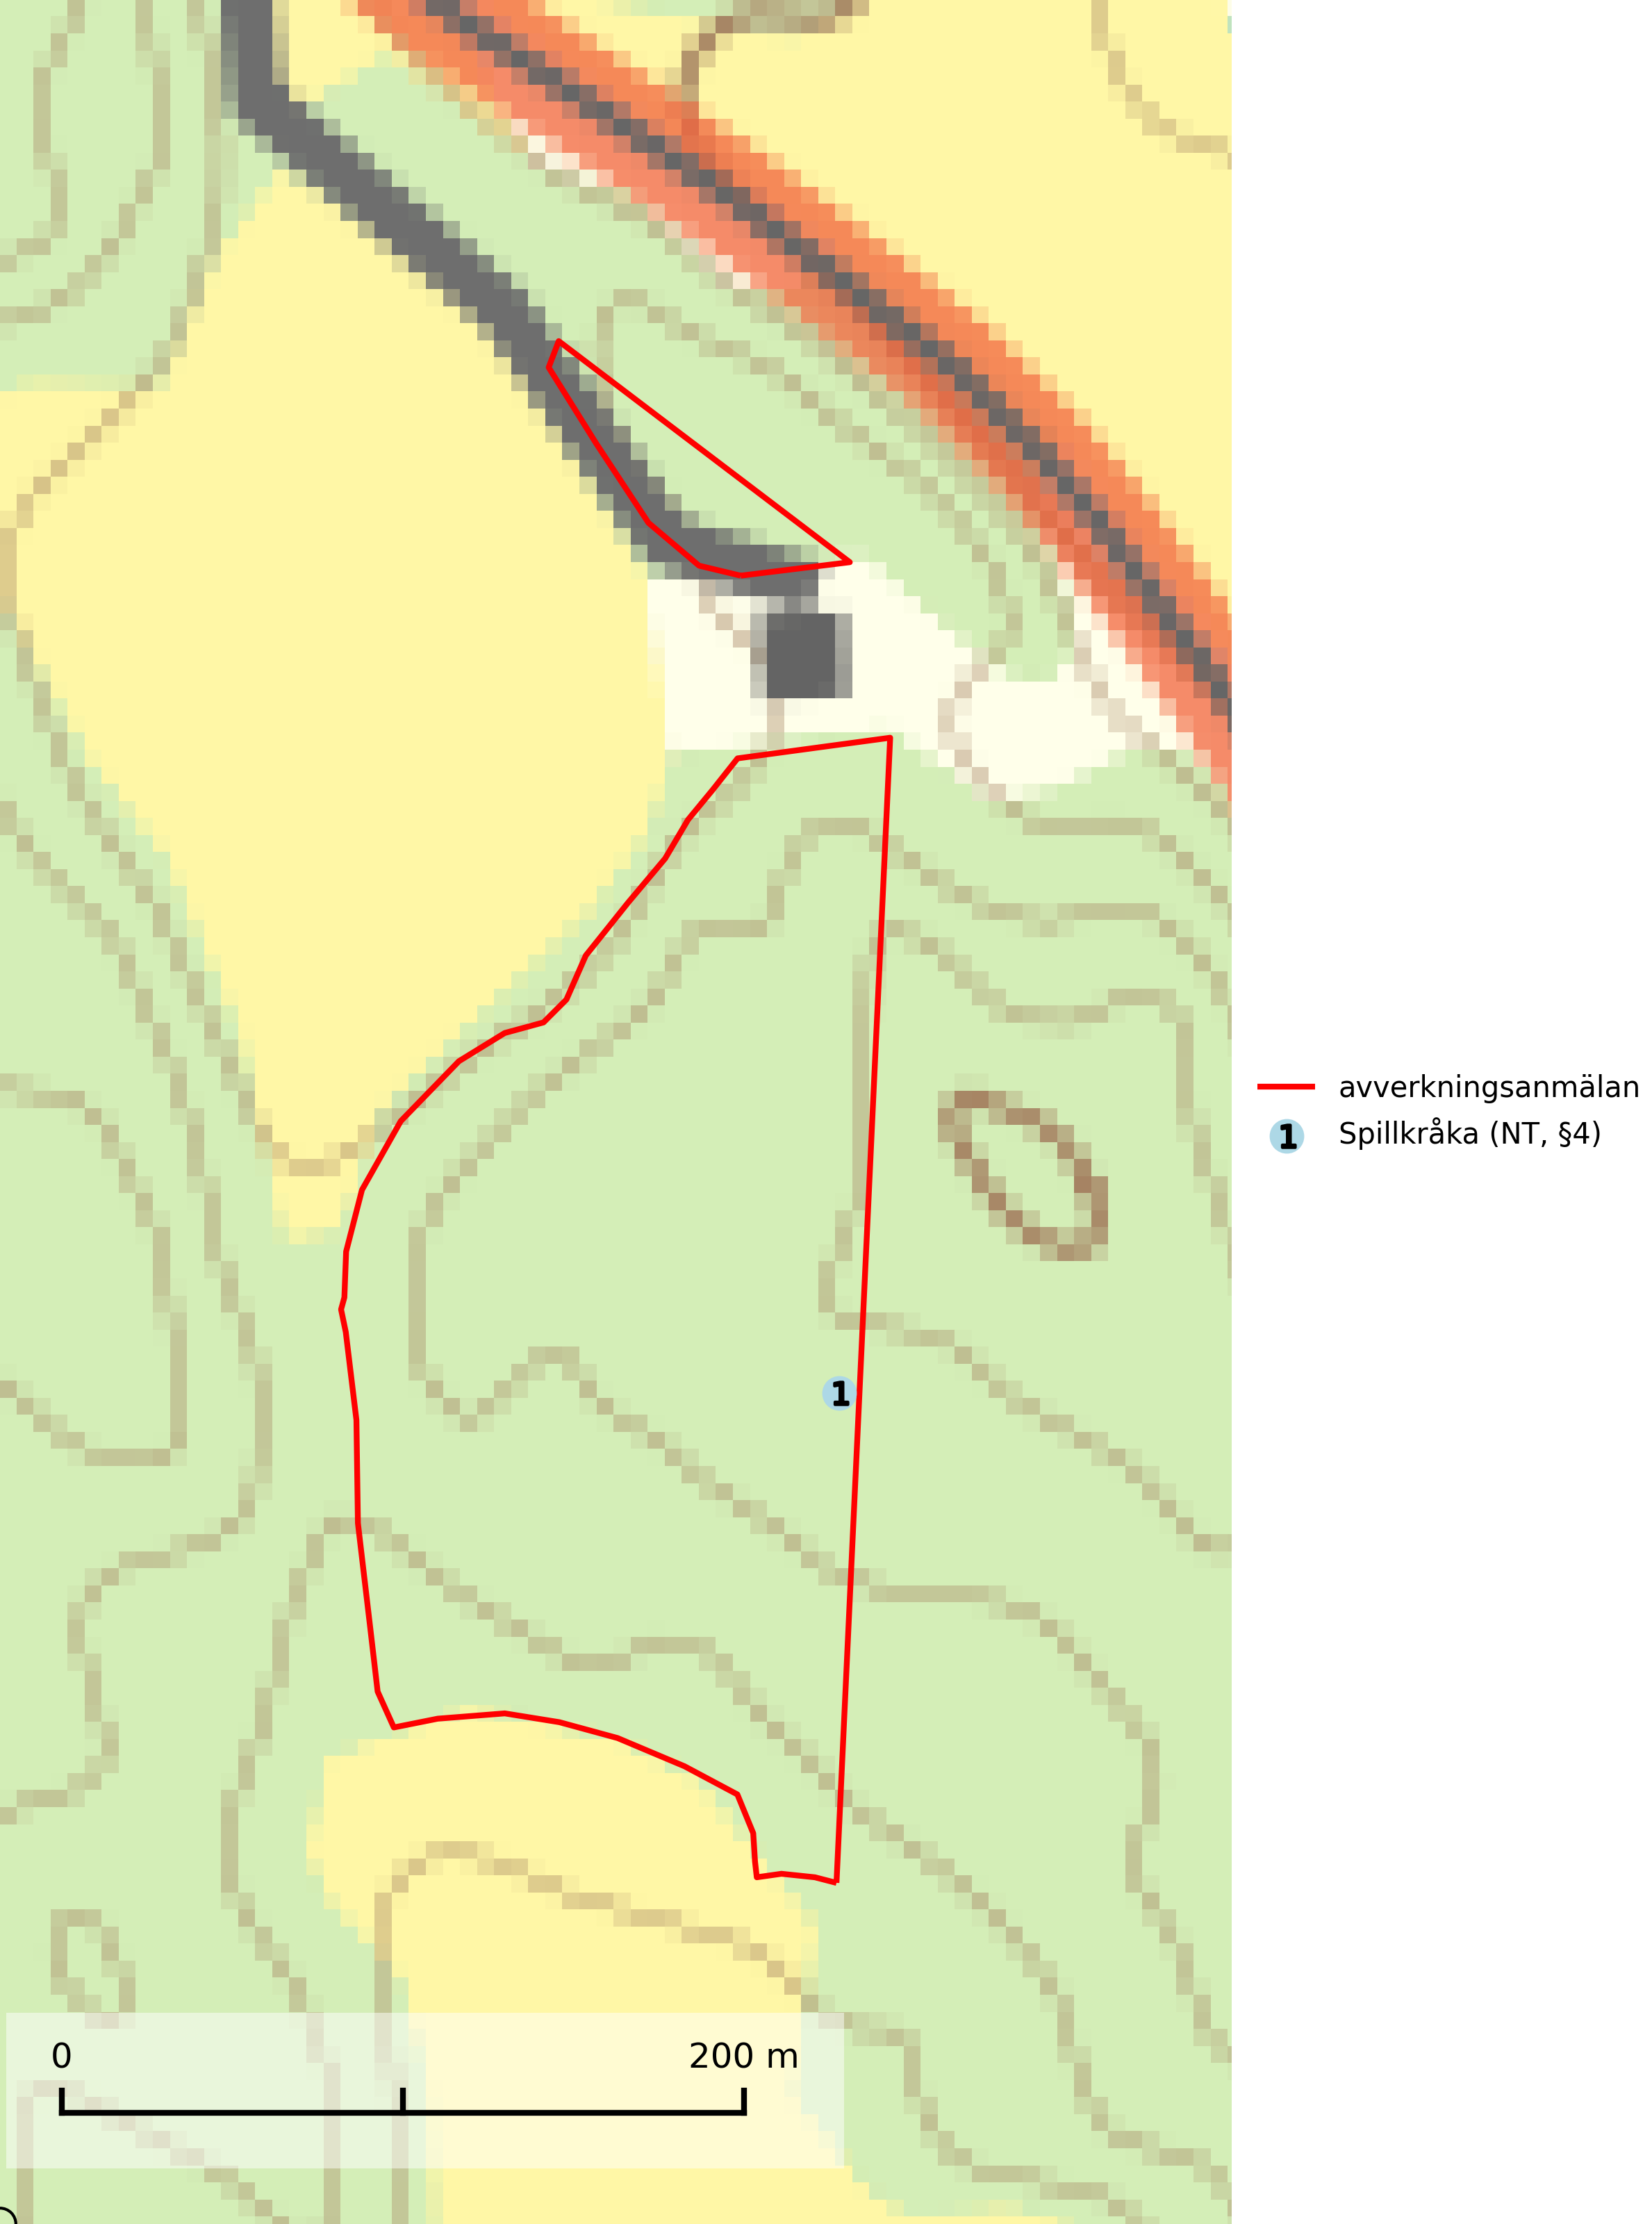 avverkningsanmälan
1 Spillkråka (NT, §4)
1
0 200 m